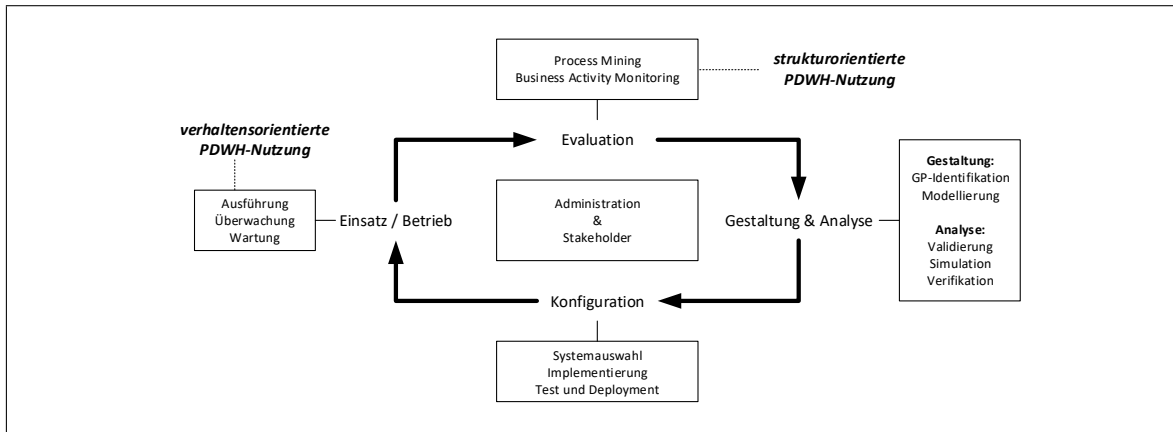 Process Mining
Business Activity Monitoring
strukturorientierte
PDWH-Nutzung
verhaltensorientierte
PDWH-Nutzung
Evaluation
Gestaltung:
GP-Identifikation
Modellierung
Analyse:
Validierung
Simulation
Verifikation
Ausführung
Überwachung
Wartung
Einsatz / Betrieb
Administration
&
Stakeholder
Gestaltung & Analyse
Konfiguration
Systemauswahl
Implementierung
Test und Deployment